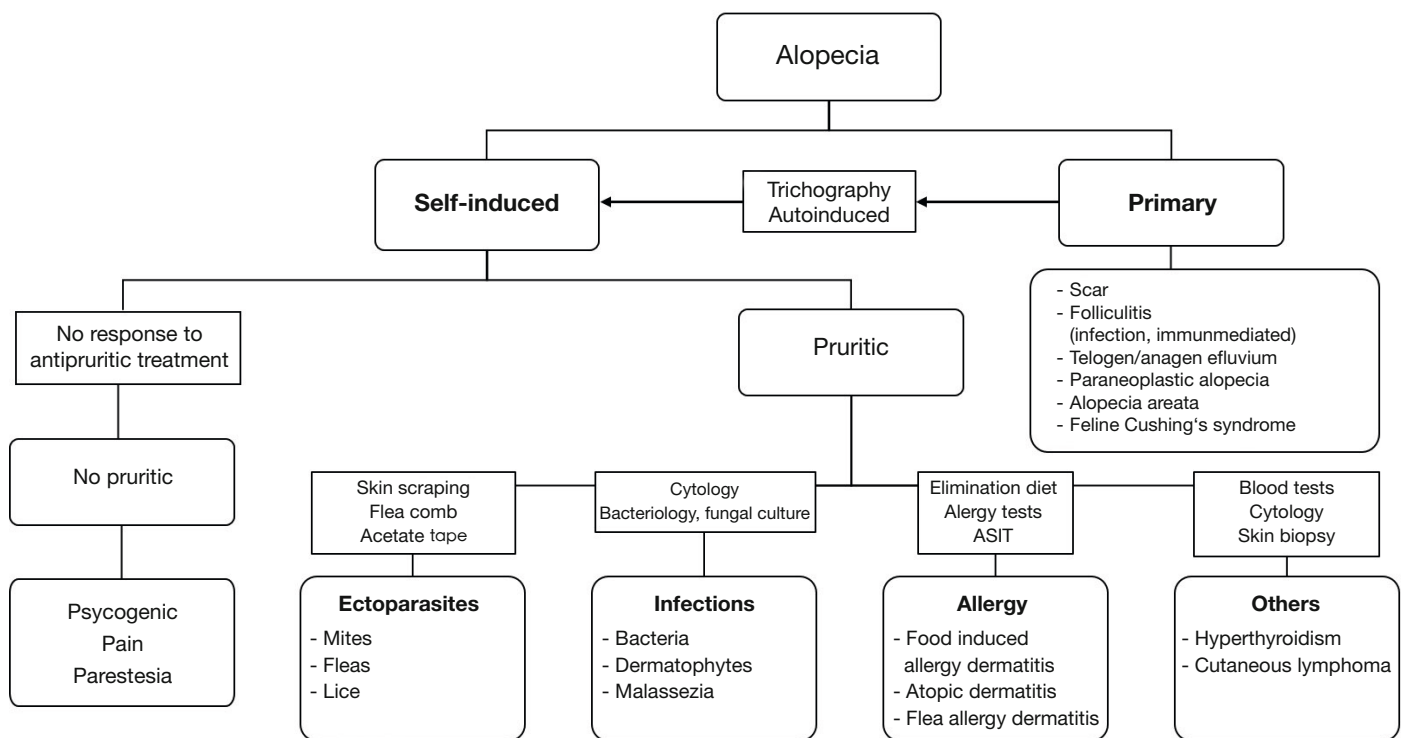 Alopecia
Self-induced
Trichography
Autoinduced
Primary
- Scar
- Folliculitis
(infection, immunmediated)
- Telogen/anagen efluvium
- Paraneoplastic alopecia
- Alopecia areata
- Feline Cushing‘s syndrome
No response to
antipruritic treatment
Pruritic
No pruritic
Psycogenic
Pain
Parestesia
Skin scraping
Flea comb
Acetate tape
Cytology
Bacteriology, fungal culture
Elimination diet
Alergy tests
ASIT
Blood tests
Cytology
Skin biopsy
Ectoparasites
- Mites
- Fleas
- Lice
Infections
- Bacteria
- Dermatophytes
- Malassezia
Allergy
- Food induced
allergy dermatitis
- Atopic dermatitis
- Flea allergy dermatitis
Others
- Hyperthyroidism
- Cutaneous lymphoma